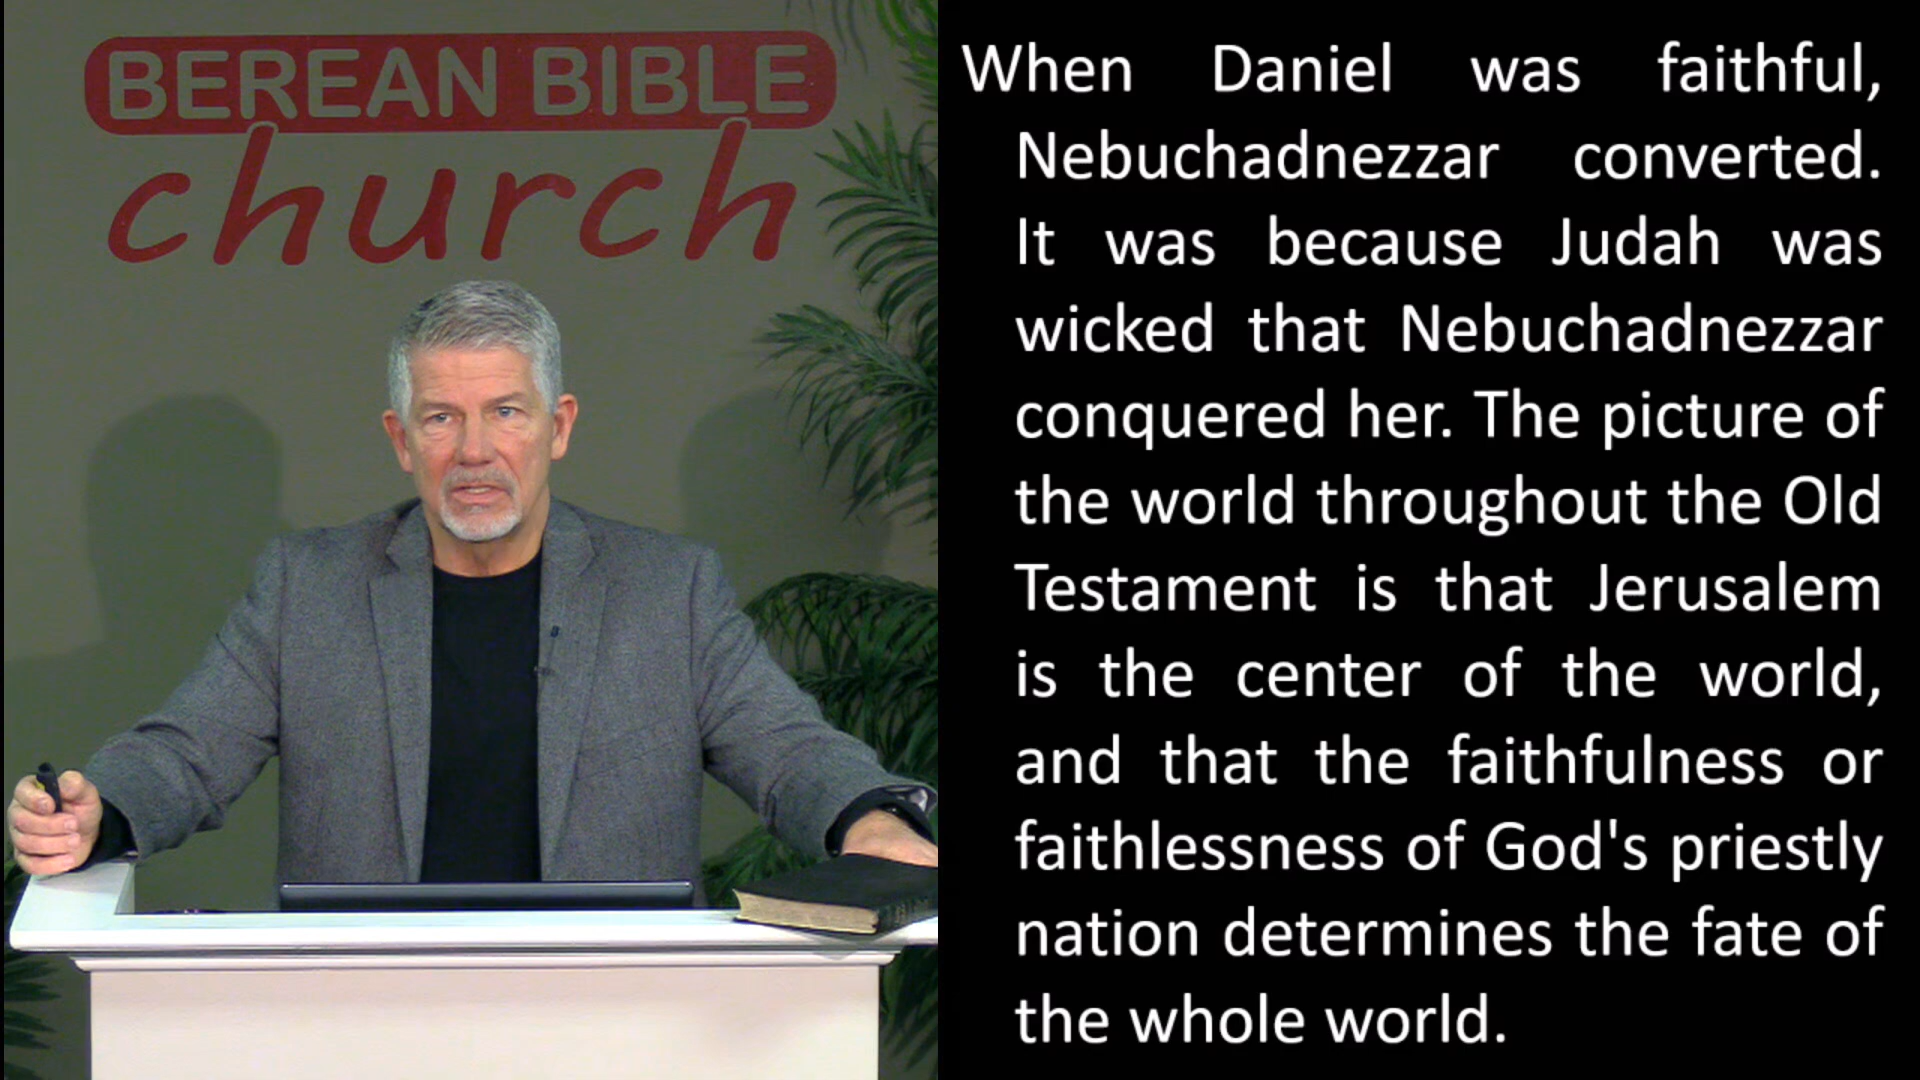 BEREAN BIBLE
church
When Daniel was faithful,
Nebuchadnezzar converted.
It was because Judah was
wicked that Nebuchadnezzar
conquered her. The picture of
the world throughout the Old
Testament is that Jerusalem
is the center of the world,
and that the faithfulness or
faithlessness of God's priestly
nation determines the fate of
the whole world.